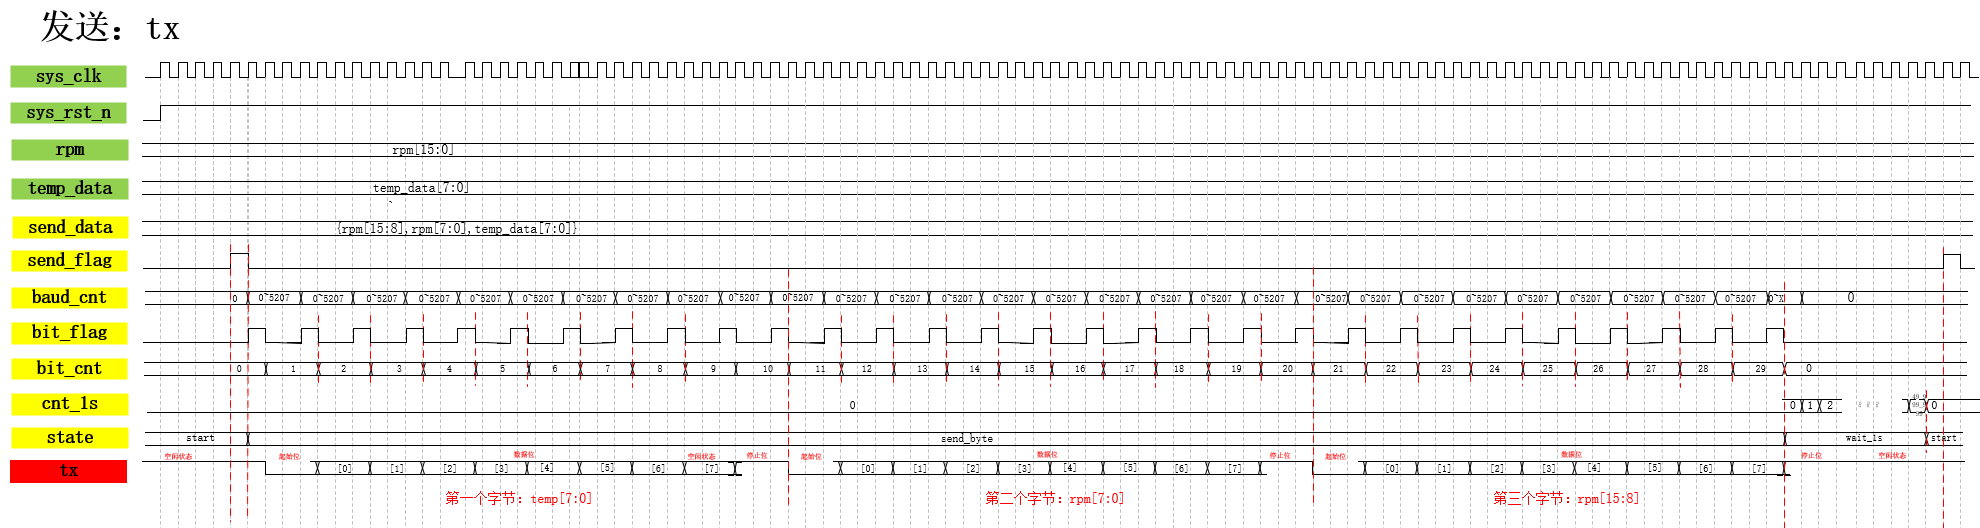 发送：tx
sys_clk
sys_rst_n
rpm rpm[15:0]
temp_data temp_data[7:0]
`
send_data {rpm[15:8],rpm[7:0],temp_data[7:0]}
send_flag
baud_cnt 0 0~5207 0~5207 0~5207 0~5207 0~5207 0~5207 0~5207 0~5207 0~5207 0~5207 0~5207 0~5207 0~5207 0~5207 0~5207 0~5207 0~5207 0~5207 0~5207 0~5207 0~5207 0~5207 0~5207 0~5207 0~5207 0~5207 0~5207 0~5207 0~X 0
bit_flag
bit_cnt 0 1 2 3 4 5 6 7 8 9 10 11 12 13 14 15 16 17 18 19 20 21 22 23 24 25 26 27 28 29 0
cnt_1s 0 0 1 2 0
state start send_byte wait_1s start
空闲状态 起始位 数据位 空闲状态 停止位 起始位 数据位 停止位 起始位 数据位 停止位 空闲状态
tx [0] [1] [2] [3] [4] [5] [6] [7] [0] [1] [2] [3] [4] [5] [6] [7] [0] [1] [2] [3] [4] [5] [6] [7]
第一个字节：temp[7:0] 第二个字节：rpm[7:0] 第三个字节：rpm[15:8]